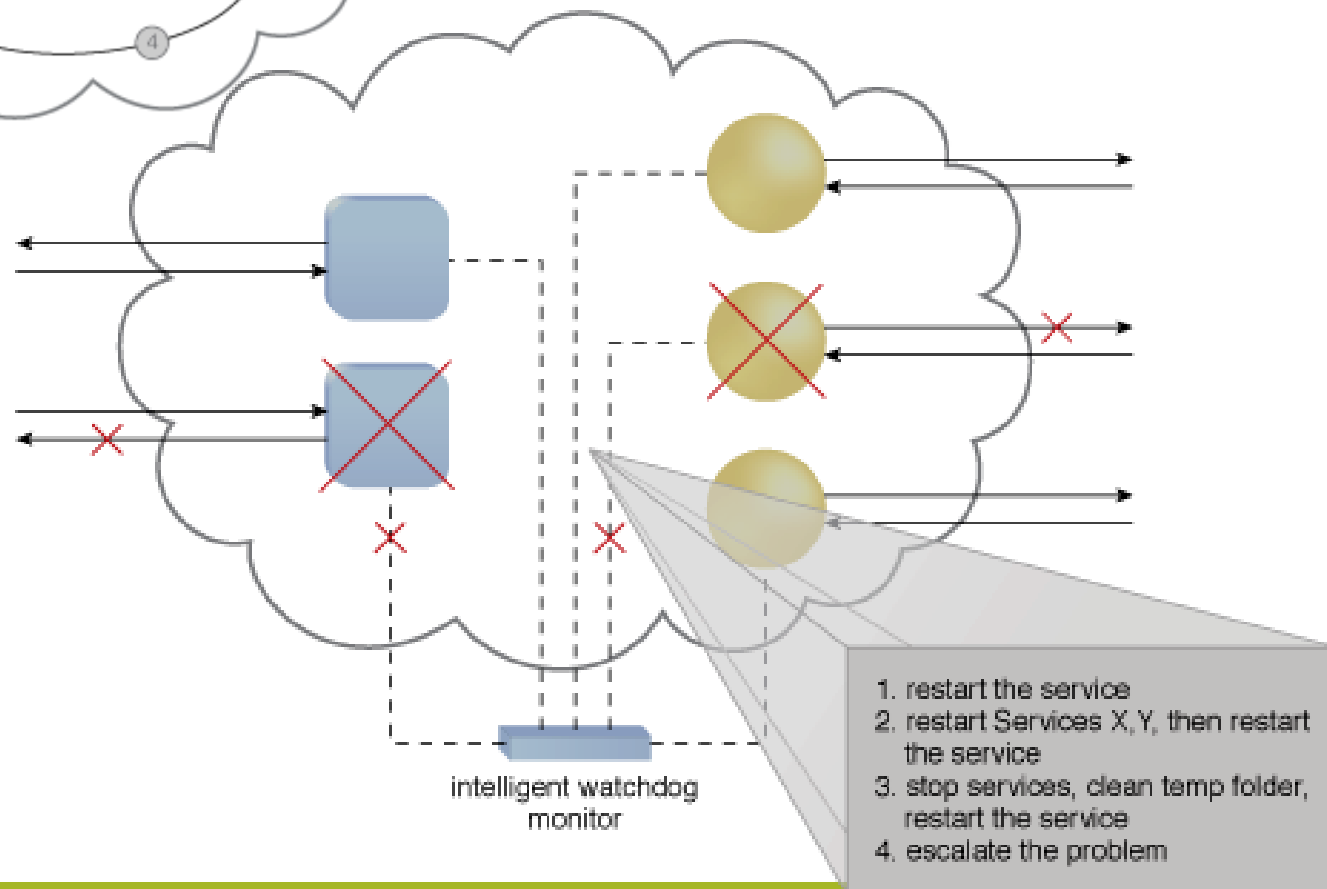 4
intelligent watchdog
monitor
1. restart the service
2. restart Services X,Y, then restart
the service
3. stop services, clean temp folder,
restart the service
4. escalate the problem